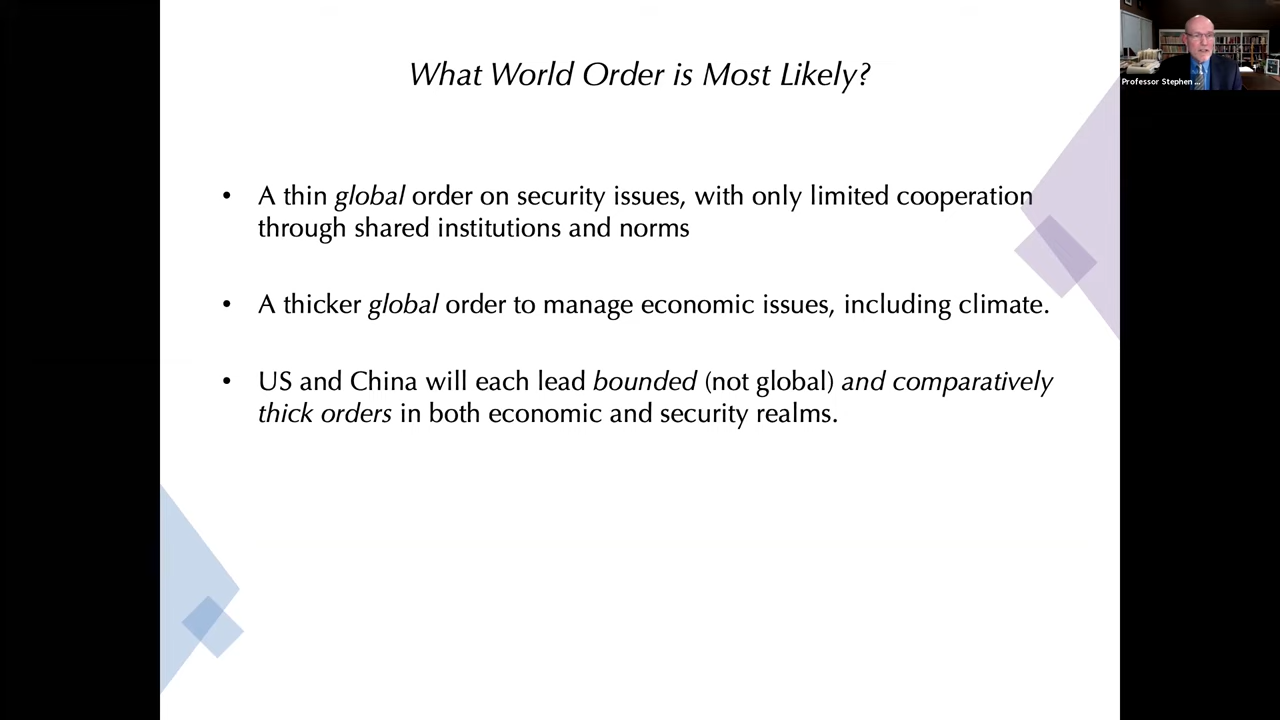 What World Order is Most Likely?
Professor Stephen ...
• A thin global order on security issues, with only limited cooperation
through shared institutions and norms
• A thicker global order to manage economic issues, including climate.
• US and China will each lead bounded (not global) and comparatively
thick orders in both economic and security realms.